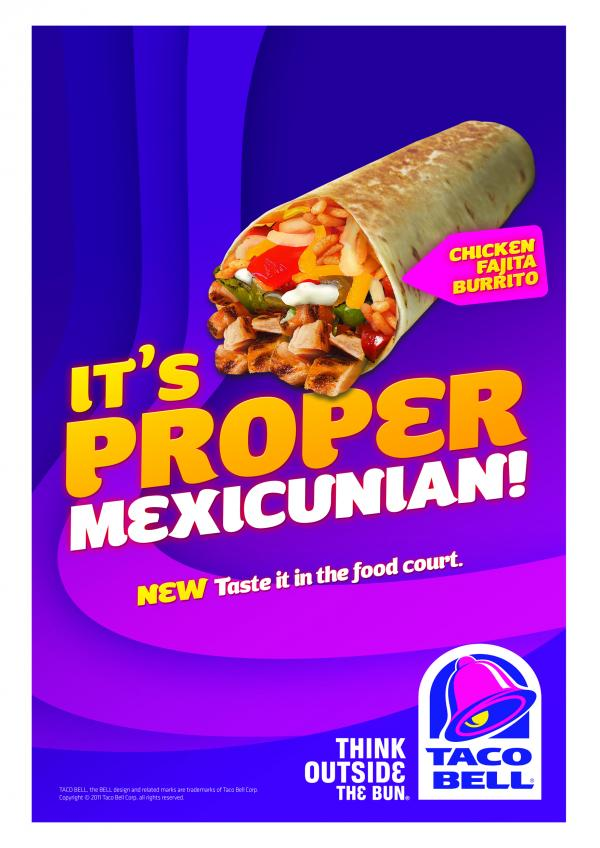 CHICKEN
FAJITA
BURRITO
IT'S
PROPER
MEXICUNIAN!
NEW Taste it in the food court.
THINK
OUTSIDE
THE BUN®
TACO
BELL®
TACO BELL, the BELL design and related marks are trademarks of Taco Bell Corp.
Copyright © 2011 Taco Bell Corp. all rights reserved.